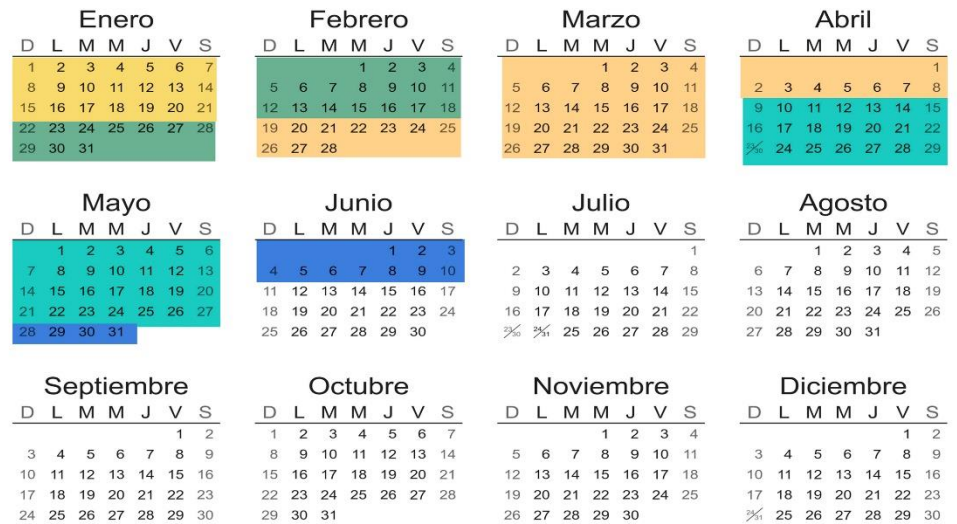 Enero Febrero Marzo Abril
D L M M J V S D L M M J V S D L M M J V S D L M M J V S
1 2 3 4 5 6 7 1 2 3 4 1 2 3 4 1
8 9 10 11 12 13 14 5 6 7 8 9 10 11 5 6 7 8 9 10 11 2 3 4 5 6 7 8
15 16 17 18 19 20 21 12 13 14 15 16 17 18 12 13 14 15 16 17 18 9 10 11 12 13 14 15
22 23 24 25 26 27 28 19 20 21 22 23 24 25 19 20 21 22 23 24 25 16 17 18 19 20 21 22
29 30 31 26 27 28 26 27 28 29 30 31 23/30 24 25 26 27 28 29
Mayo Junio Julio Agosto
D L M M J V S D L M M J V S D L M M J V S D L M M J V S
1 2 3 4 5 6 1 2 3 1 1 2 3 4 5
7 8 9 10 11 12 13 4 5 6 7 8 9 10 2 3 4 5 6 7 8 6 7 8 9 10 11 12
14 15 16 17 18 19 20 11 12 13 14 15 16 17 9 10 11 12 13 14 15 13 14 15 16 17 18 19
21 22 23 24 25 26 27 18 19 20 21 22 23 24 16 17 18 19 20 21 22 20 21 22 23 24 25 26
28 29 30 31 25 26 27 28 29 30 23/30 24/31 25 26 27 28 29 27 28 29 30 31
Septiembre Octubre Noviembre Diciembre
D L M M J V S D L M M J V S D L M M J V S D L M M J V S
1 2 1 2 3 4 5 6 7 1 2 3 4 1 2
3 4 5 6 7 8 9 8 9 10 11 12 13 14 5 6 7 8 9 10 11 3 4 5 6 7 8 9
10 11 12 13 14 15 16 15 16 17 18 19 20 21 12 13 14 15 16 17 18 10 11 12 13 14 15 16
17 18 19 20 21 22 23 22 23 24 25 26 27 28 19 20 21 22 23 24 25 17 18 19 20 21 22 23
24 25 26 27 28 29 30 29 30 31 26 27 28 29 30 24/31 25 26 27 28 29 30